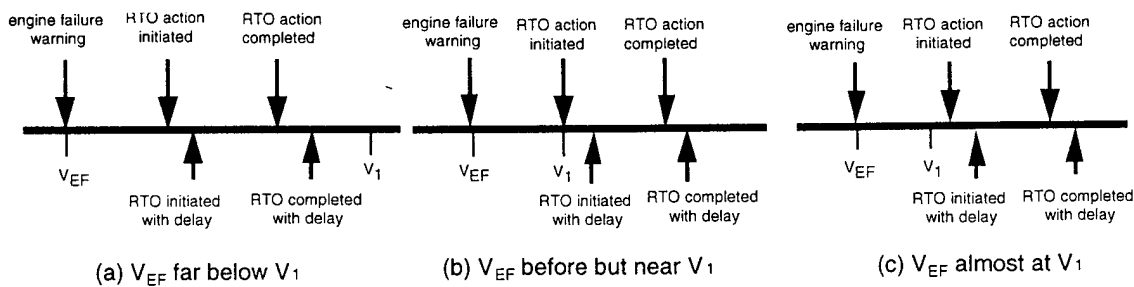 engine failure
warning
RTO action
initiated
RTO action
completed
V_EF
V_1
RTO initiated
with delay
RTO completed
with delay
(a) V_EF far below V_1
engine failure
warning
RTO action
initiated
RTO action
completed
V_EF
V_1
RTO initiated
with delay
RTO completed
with delay
(b) V_EF before but near V_1
engine failure
warning
RTO action
initiated
RTO action
completed
V_EF
V_1
RTO initiated
with delay
RTO completed
with delay
(c) V_EF almost at V_1